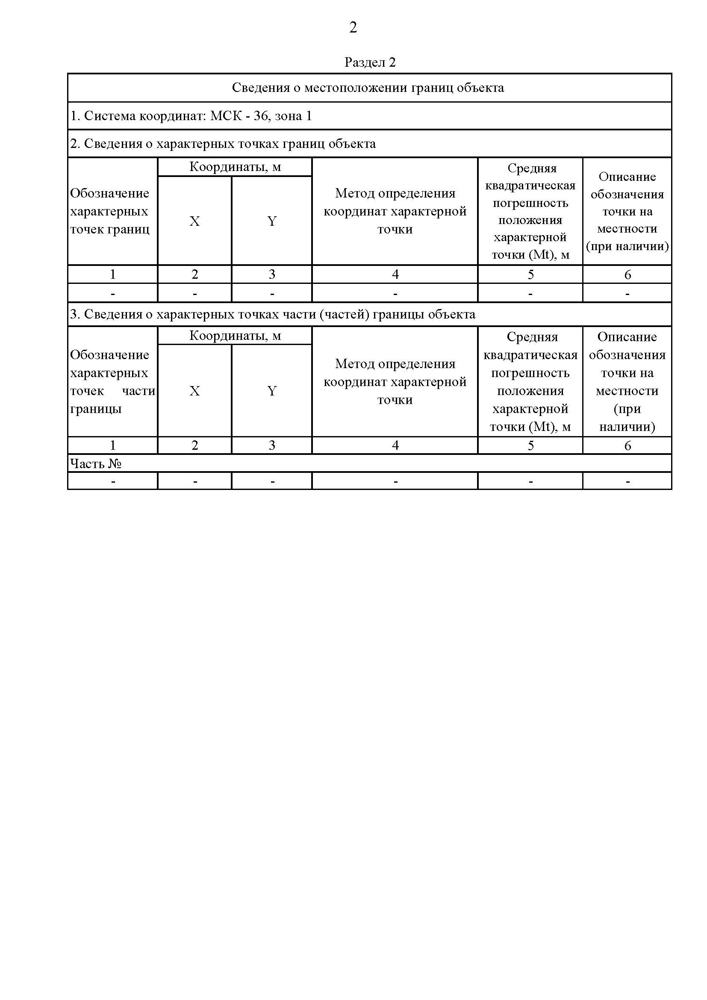 2
Раздел 2
Сведения о местоположении границ объекта
1. Система координат: МСК - 36, зона 1
2. Сведения о характерных точках границ объекта
Обозначение
характерных
точек границ
Координаты, м
X
Y
Метод определения
координат характерной
точки
Средняя
квадратическая
погрешность
положения
характерной
точки (Mt), м
Описание
обозначения
точки на
местности
(при наличии)
1 2 3 4 5 6
- - - - - -
3. Сведения о характерных точках части (частей) границы объекта
Обозначение
характерных
точек части
границы
Координаты, м
X
Y
Метод определения
координат характерной
точки
Средняя
квадратическая
погрешность
положения
характерной
точки (Mt), м
Описание
обозначения
точки на
местности
(при
наличии)
1 2 3 4 5 6
Часть №
- - - - - -